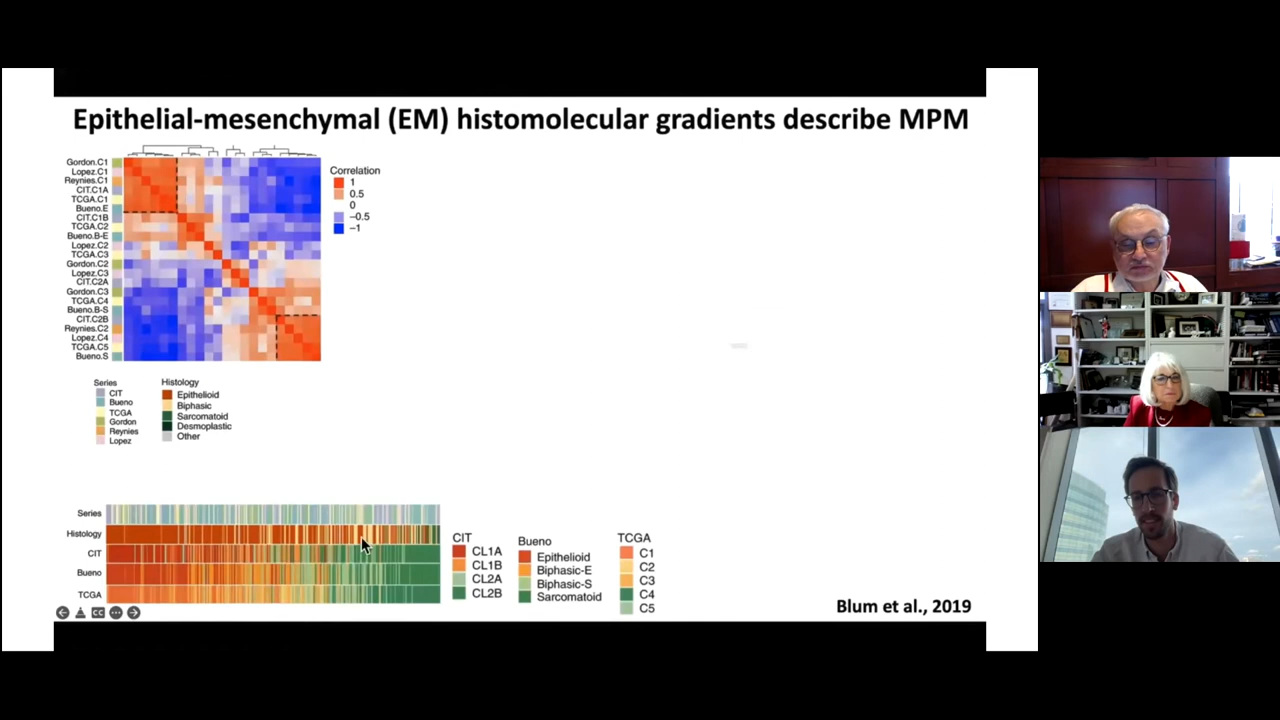 Epithelial-mesenchymal (EM) histomolecular gradients describe MPM
Gordon.C1
Lopez.C1
Reynies.C1
CIT.C1A
TCGA.C1
Bueno.E
CIT.C1B
TCGA.C2
Bueno.B-E
Lopez.C2
TCGA.C3
Gordon.C2
Lopez.C3
CIT.C2A
Gordon.C3
TCGA.C4
Bueno.B-S
CIT.C2B
Reynies.C2
Lopez.C4
TCGA.C5
Bueno.S
Correlation
1
0.5
0
−0.5
−1
Series
CIT
Bueno
TCGA
Gordon
Reynies
Lopez
Histology
Epithelioid
Biphasic
Sarcomatoid
Desmoplastic
Other
Series
Histology
CIT
Bueno
TCGA
CIT
CL1A
CL1B
CL2A
CL2B
Bueno
Epithelioid
Biphasic-E
Biphasic-S
Sarcomatoid
TCGA
C1
C2
C3
C4
C5
Blum et al., 2019
CC